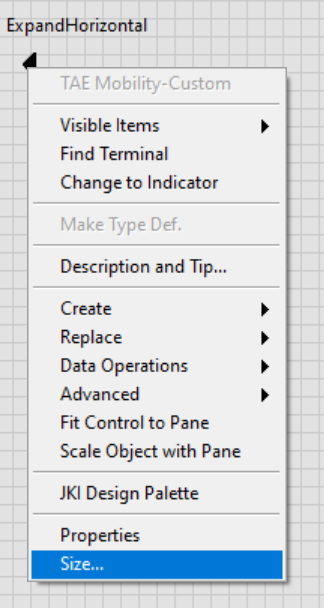 ExpandHorizontal
TAE Mobility-Custom
Visible Items
Find Terminal
Change to Indicator
Make Type Def.
Description and Tip...
Create
Replace
Data Operations
Advanced
Fit Control to Pane
Scale Object with Pane
JKI Design Palette
Properties
Size...